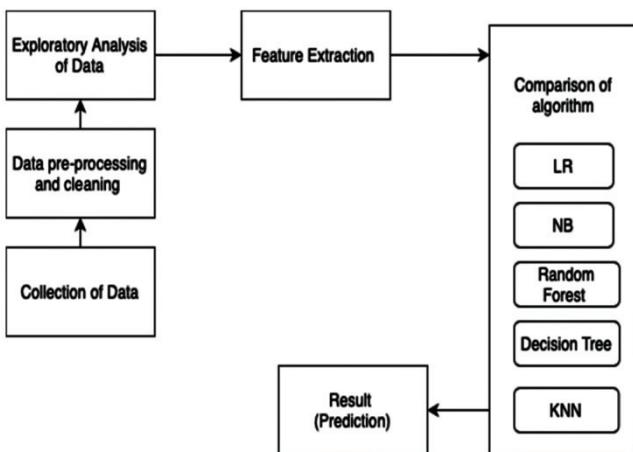 Exploratory Analysis
of Data
Feature Extraction
Comparison of
algorithm
Data pre-processing
and cleaning
LR
NB
Collection of Data
Random
Forest
Decision Tree
Result
(Prediction)
KNN